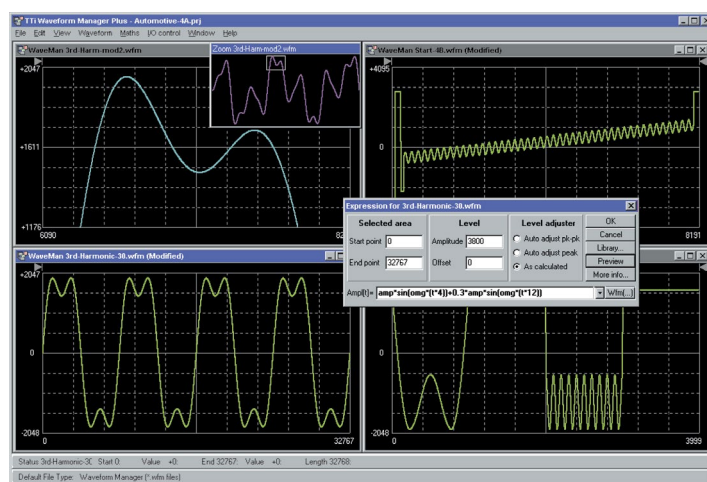 TTi Waveform Manager Plus - Automotive-4A.prj
File Edit View Waveform Maths I/O control Window Help
WaveMan 3rd-Harm-mod2.wfm
Zoom 3rd-Harm-mod2.wfm
WaveMan Start-4B.wfm (Modified)
+2047
+1611
+1176
6090
+4095
0
8191
Expression for 3rd-Harmonic-30.wfm
Selected area
Start point 0
End point 32767
Level
Amplitude 3800
Offset 0
Level adjuster
Auto adjust pk-pk
Auto adjust peak
As calculated
OK
Cancel
Library...
Preview
More info...
Amp(t)= amp*sin(omg*(t*4))+0.3*amp*sin(omg*(t*12)) Wfm(...)
WaveMan 3rd-Harmonic-30.wfm (Modified)
+2047
0
-2048
0
32767
-2048
0
3999
Status 3rd-Harmonic-3( Start 0: Value +0: End 32767: Value +0: Length 32768:
Default File Type: Waveform Manager (*.wfm files)